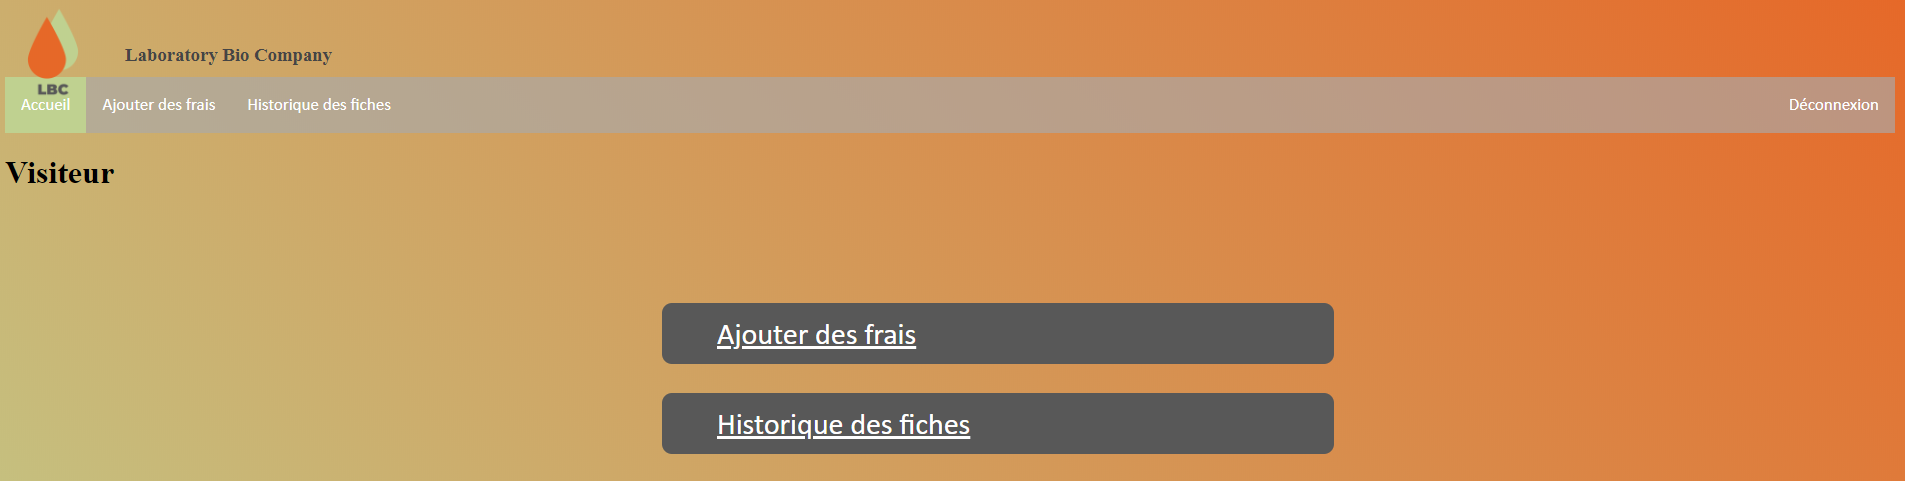 Laboratory Bio Company
LBC
Accueil Ajouter des frais Historique des fiches Déconnexion
Visiteur
Ajouter des frais
Historique des fiches